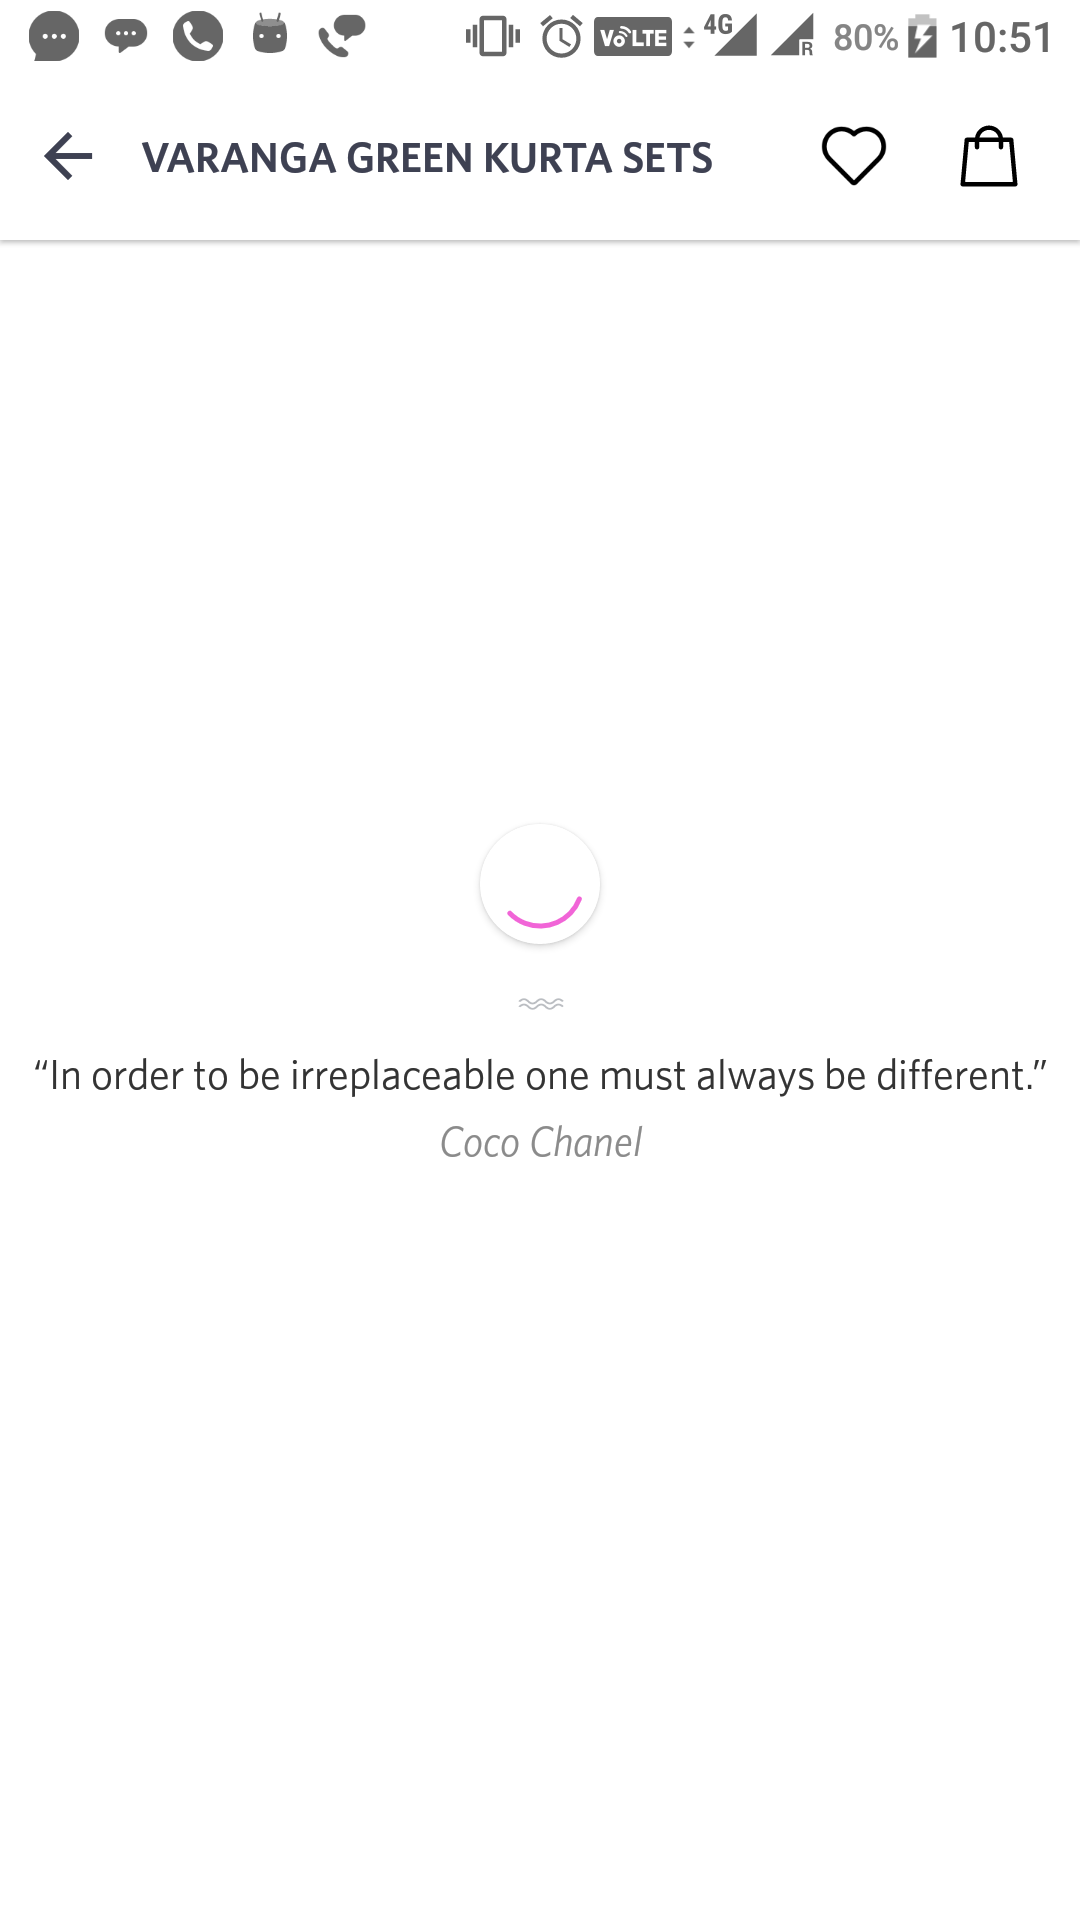 VoLTE 4G R 80% 10:51
VARANGA GREEN KURTA SETS
“In order to be irreplaceable one must always be different.”
Coco Chanel